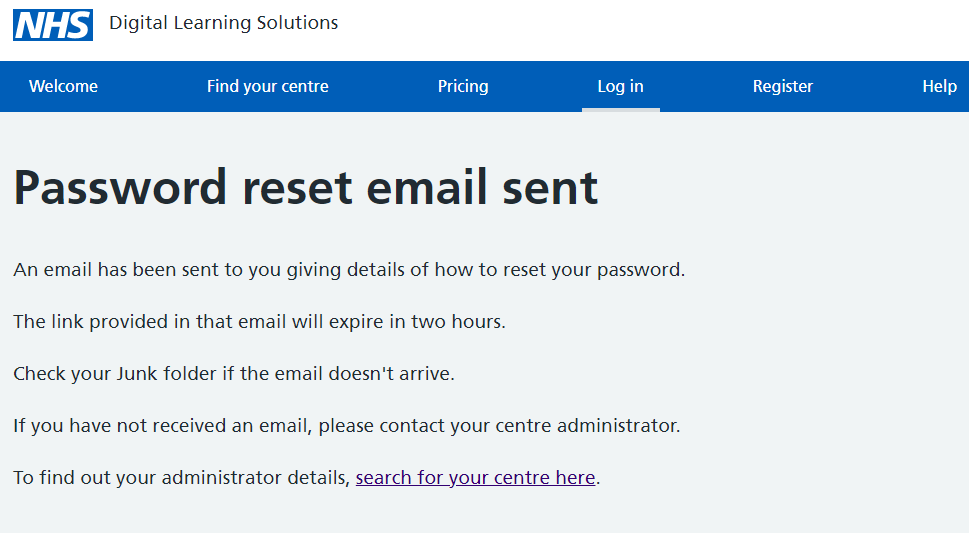 NHS Digital Learning Solutions
Welcome Find your centre Pricing Log in Register Help
Password reset email sent
An email has been sent to you giving details of how to reset your password.
The link provided in that email will expire in two hours.
Check your Junk folder if the email doesn't arrive.
If you have not received an email, please contact your centre administrator.
To find out your administrator details, search for your centre here.